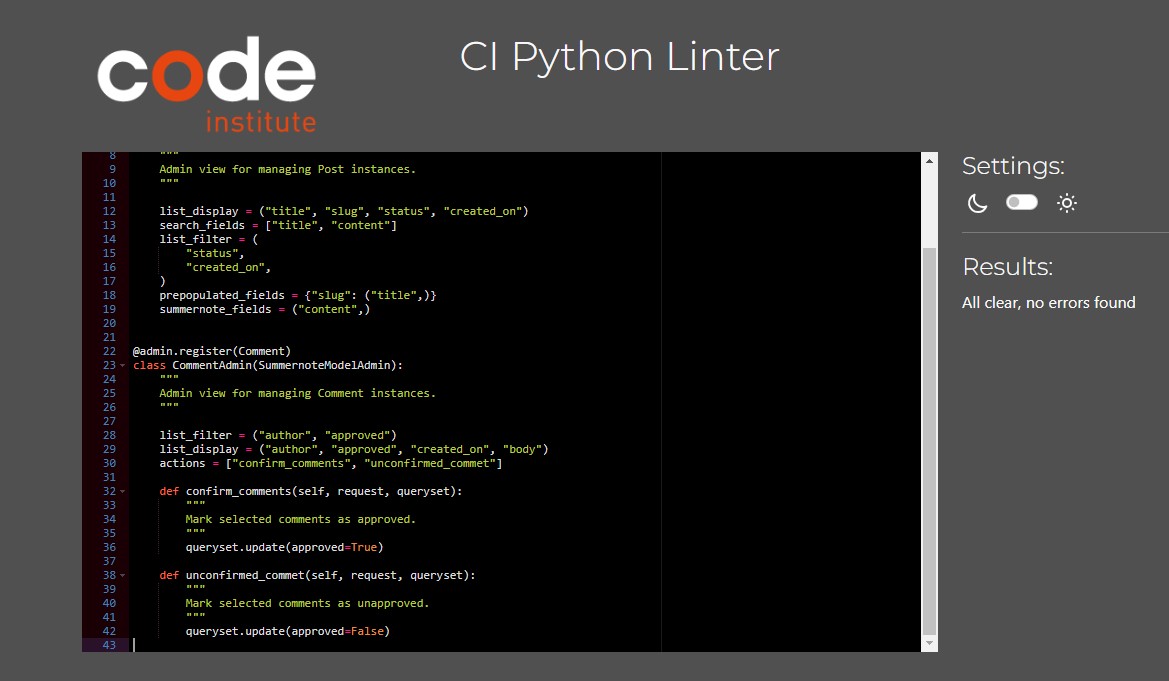 code
institute
CI Python Linter
8 """
9 Admin view for managing Post instances.
10 """
11
12 list_display = ("title", "slug", "status", "created_on")
13 search_fields = ["title", "content"]
14 list_filter = (
15 "status",
16 "created_on",
17 )
18 prepopulated_fields = {"slug": ("title",)}
19 summernote_fields = ("content",)
20
21
22 @admin.register(Comment)
23 class CommentAdmin(SummernoteModelAdmin):
24 """
25 Admin view for managing Comment instances.
26 """
27
28 list_filter = ("author", "approved")
29 list_display = ("author", "approved", "created_on", "body")
30 actions = ["confirm_comments", "unconfirmed_commet"]
31
32 def confirm_comments(self, request, queryset):
33 """
34 Mark selected comments as approved.
35 """
36 queryset.update(approved=True)
37
38 def unconfirmed_commet(self, request, queryset):
39 """
40 Mark selected comments as unapproved.
41 """
42 queryset.update(approved=False)
43
Settings:
Results:
All clear, no errors found